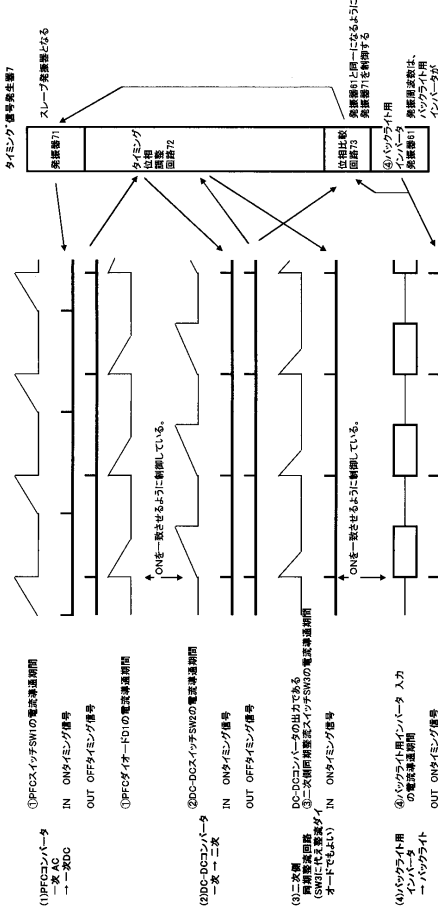 タイミング信号発生器7
スレーブ発振器となる
発振器71
タイミング
位相
調整
回路72
位相比較
回路73
発振器61と同一になるように
発振器71を制御する
④バックライト用
インバータ
発振器61
発振周波数は、
バックライト用
インバータが
(1)PFCコンバータ
一次 AC
→一次DC
①PFCスイッチSW1の電流導通期間
IN ONタイミング信号
OUT OFFタイミング信号
①PFCダイオードD1の電流導通期間
ONを一致させるように制御している。
(2)DC-DCコンバータ
一次 → 二次
②DC-DCスイッチSW2の電流導通期間
IN ONタイミング信号
OUT OFFタイミング信号
(3)二次側
同期整流回路
(SW3に代え整流ダイ
オードでもよい)
DC-DCコンバータの出力である
③二次側同期整流スイッチSW3の電流導通期間
IN ONタイミング信号
ONを一致させるように制御している。
(4)バックライト用
インバータ
→ バックライト
④バックライト用インバータ 入力
の電流導通期間
OUT ONタイミング信号